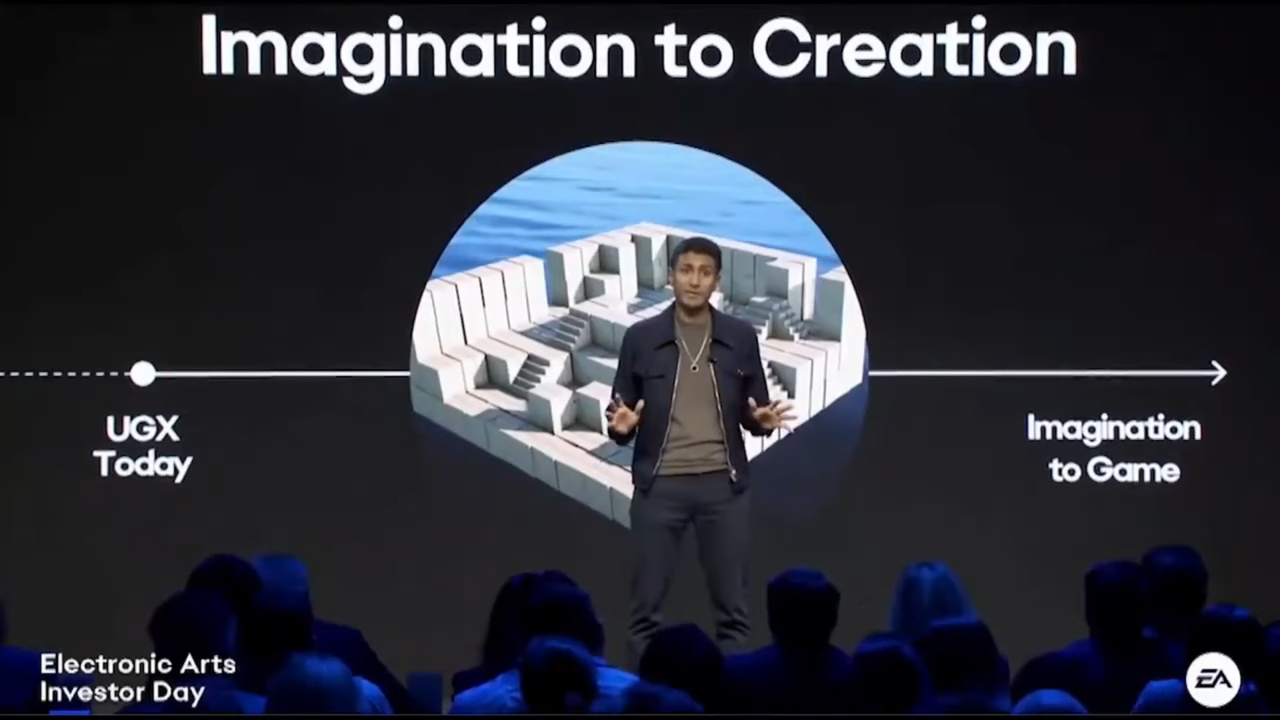 Imagination to Creation
UGX
Today
Imagination
to Game
Electronic Arts
Investor Day
EA